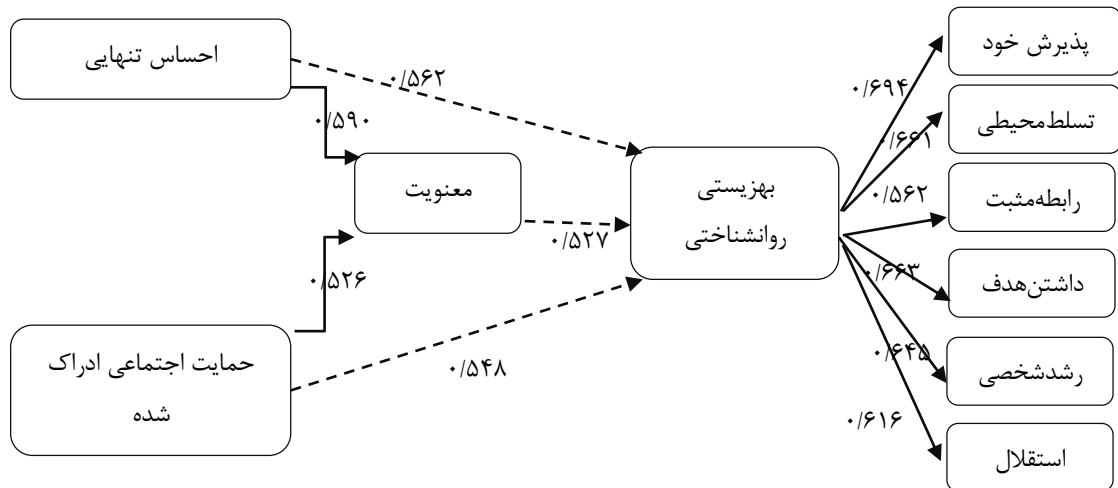 احساس تنهایی
پذیرش خود
۰/۵۶۲
۰/۶۹۴
تسلط‌محیطی
۰/۵۹۰
۰/۶۶۱
معنویت
بهزیستی
روانشناختی
۰/۵۶۲
رابطه‌مثبت
۰/۵۲۷
۰/۵۲۶
۰/۶۶۳
داشتن‌هدف
حمایت اجتماعی ادراک
شده
۰/۵۴۸
۰/۶۴۵
رشدشخصی
۰/۶۱۶
استقلال